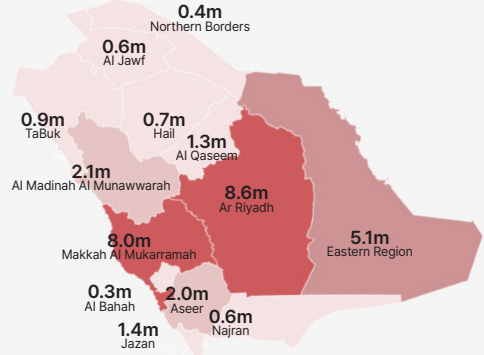 0.4m
Northern Borders
0.6m
Al Jawf
0.9m
TaBuk
0.7m
Hail
1.3m
Al Qaseem
2.1m
Al Madinah Al Munawwarah
8.6m
Ar Riyadh
8.0m
Makkah Al Mukarramah
5.1m
Eastern Region
0.3m
Al Bahah
2.0m
Aseer
0.6m
Najran
1.4m
Jazan